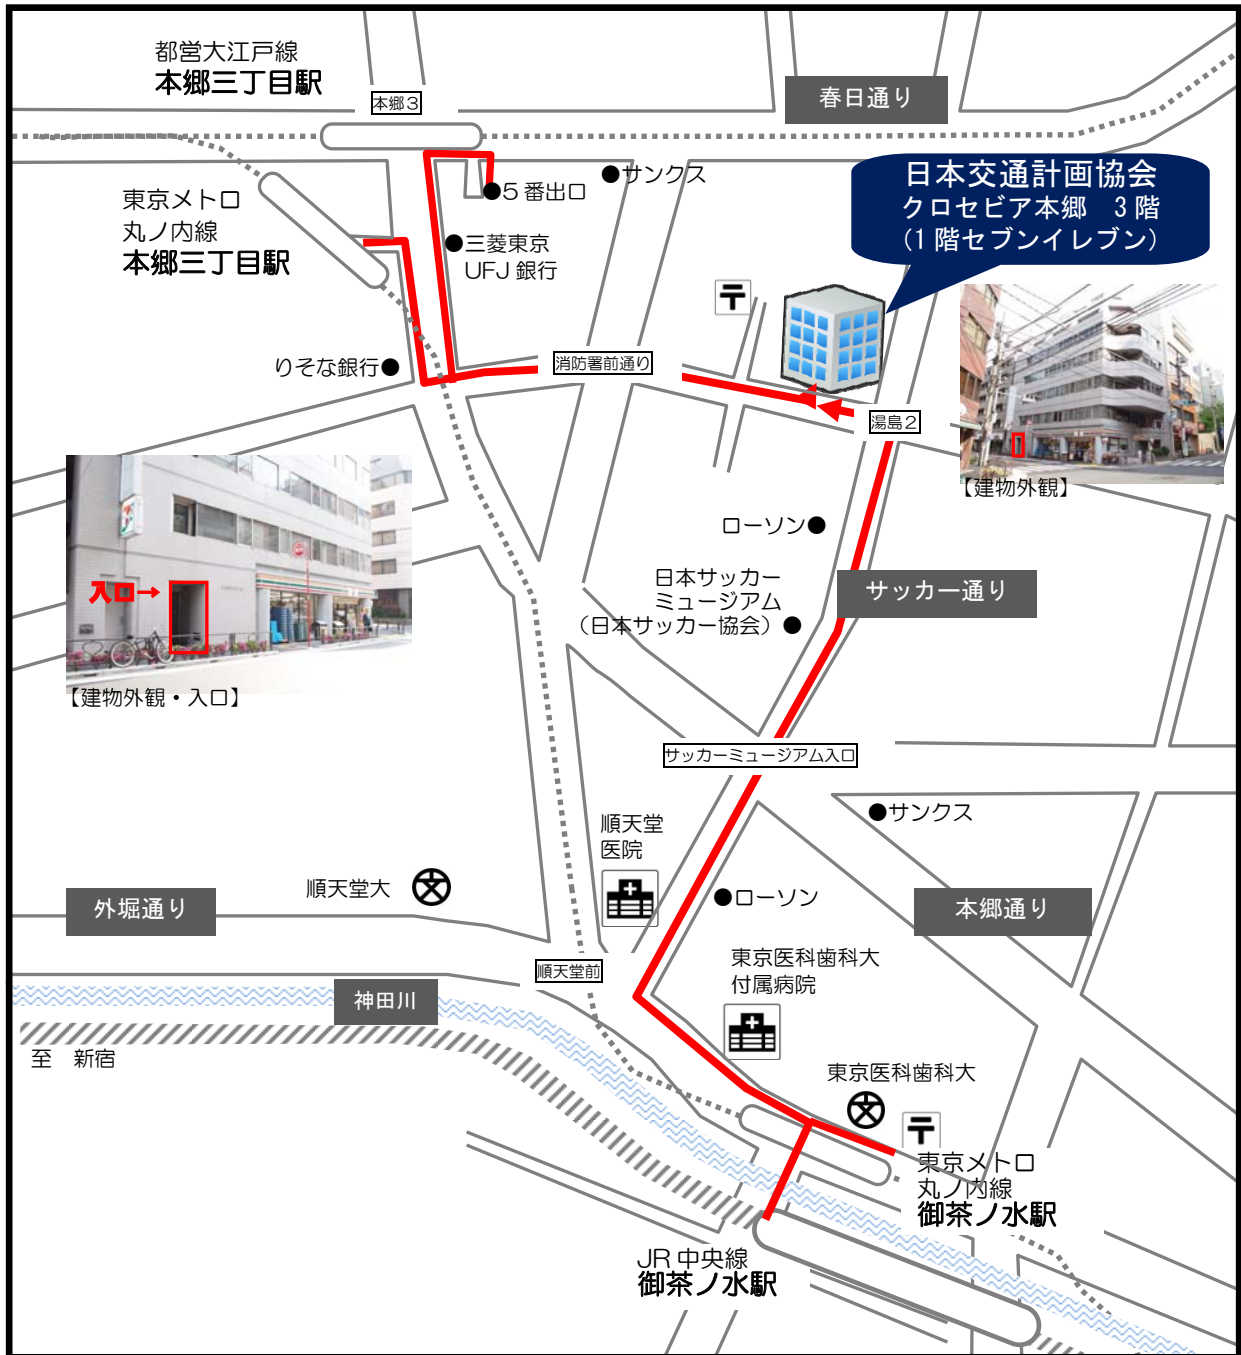 都営大江戸線
本郷三丁目駅
本郷3
春日通り
日本交通計画協会
クロセビア本郷　3階
(1階セブンイレブン)
●サンクス
●5番出口
東京メトロ
丸ノ内線
本郷三丁目駅
●三菱東京
UFJ銀行
〒
りそな銀行●
消防署前通り
湯島2
【建物外観】
入口→
【建物外観・入口】
ローソン●
日本サッカー
ミュージアム
（日本サッカー協会）●
サッカー通り
サッカーミュージアム入口
●サンクス
順天堂
医院
順天堂大
文
●ローソン
外堀通り
本郷通り
順天堂前
東京医科歯科大
付属病院
神田川
至　新宿
東京医科歯科大
文
〒
東京メトロ
丸ノ内線
御茶ノ水駅
JR中央線
御茶ノ水駅